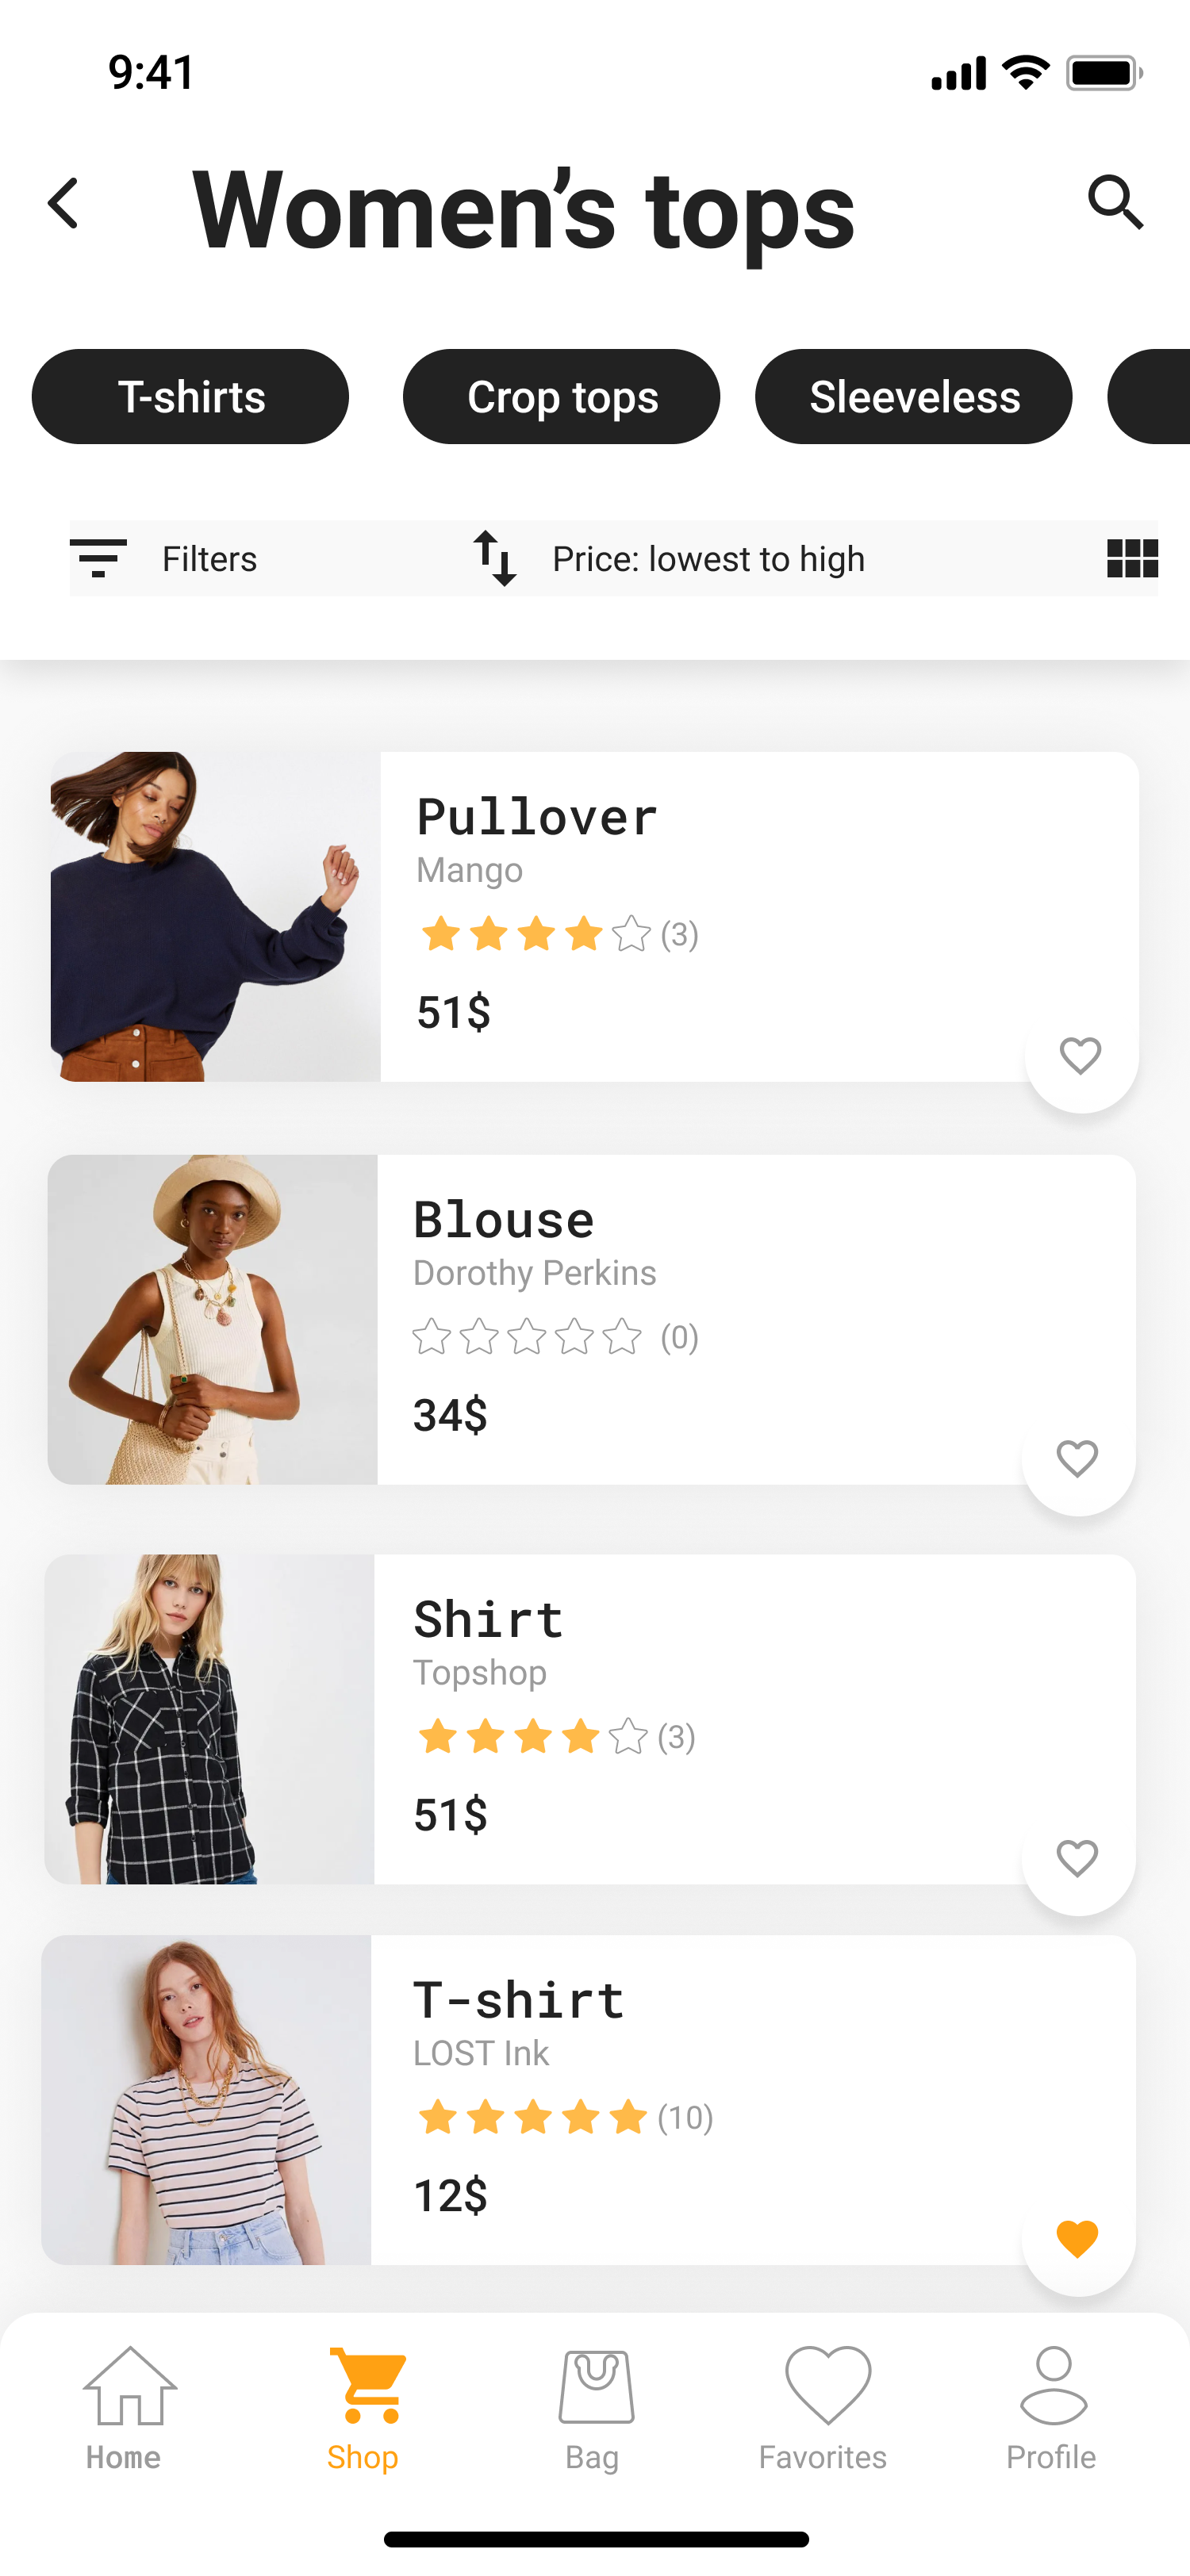 9:41
Women’s tops
T-shirts
Crop tops
Sleeveless
Filters
Price: lowest to high
Pullover
Mango
(3)
51$
Blouse
Dorothy Perkins
(0)
34$
Shirt
Topshop
(3)
51$
T-shirt
LOST Ink
(10)
12$
Home
Shop
Bag
Favorites
Profile